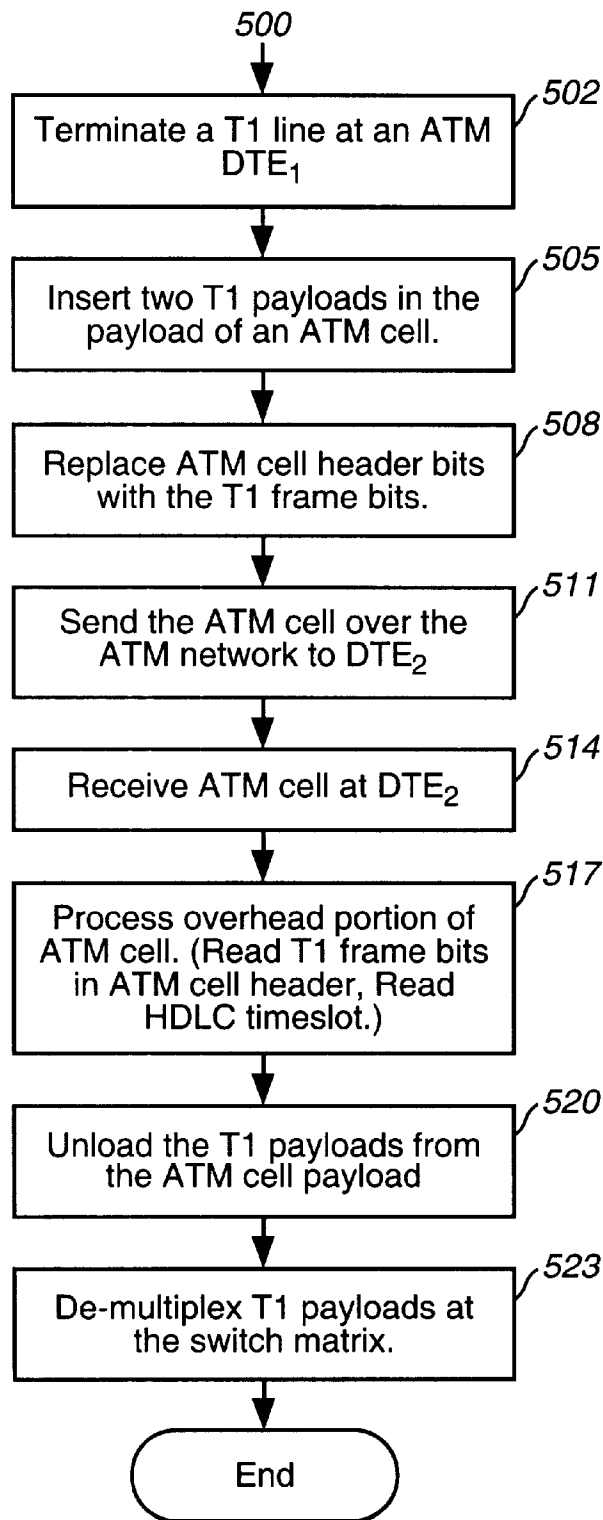 500
502
Terminate a T1 line at an ATM
DTE₁
505
Insert two T1 payloads in the
payload of an ATM cell.
508
Replace ATM cell header bits
with the T1 frame bits.
511
Send the ATM cell over the
ATM network to DTE₂
514
Receive ATM cell at DTE₂
517
Process overhead portion of
ATM cell. (Read T1 frame bits
in ATM cell header, Read
HDLC timeslot.)
520
Unload the T1 payloads from
the ATM cell payload
523
De-multiplex T1 payloads at
the switch matrix.
End